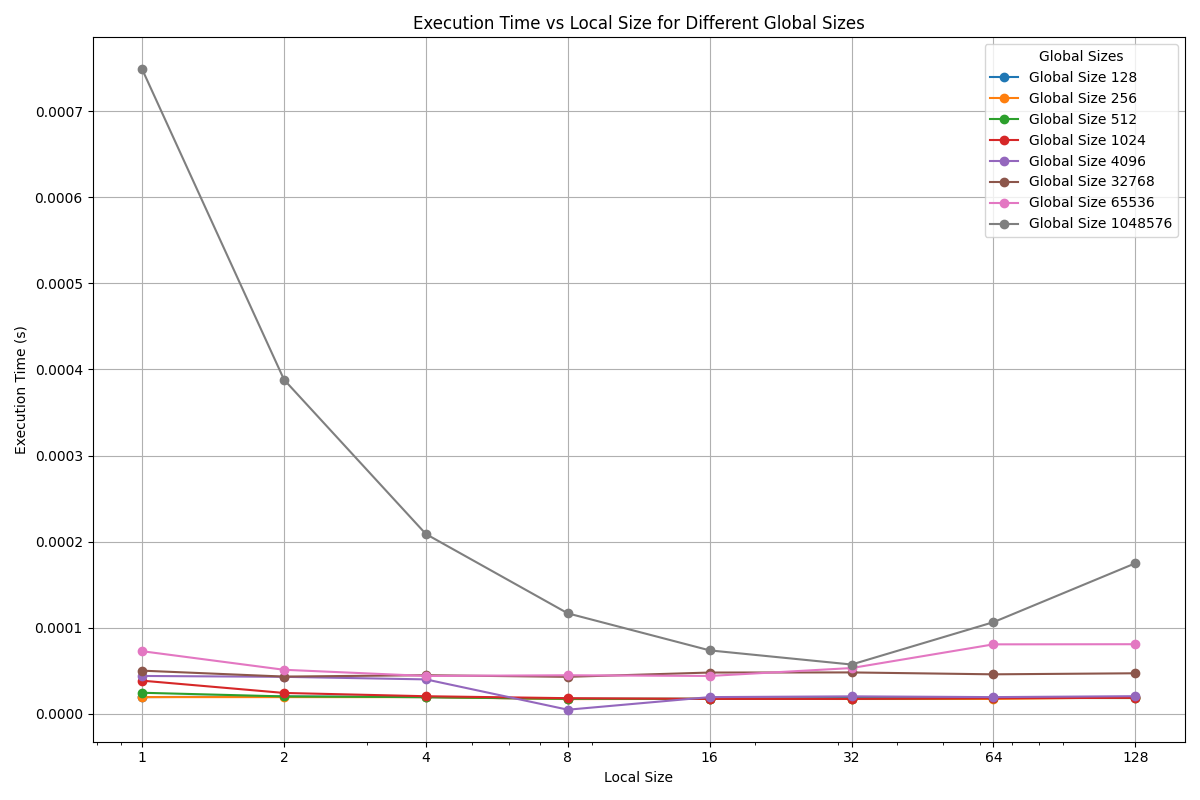 Execution Time vs Local Size for Different Global Sizes
Global Sizes
Global Size 128
Global Size 256
Global Size 512
Global Size 1024
Global Size 4096
Global Size 32768
Global Size 65536
Global Size 1048576
Execution Time (s)
0.0007
0.0006
0.0005
0.0004
0.0003
0.0002
0.0001
0.0000
1 2 4 8 16 32 64 128
Local Size